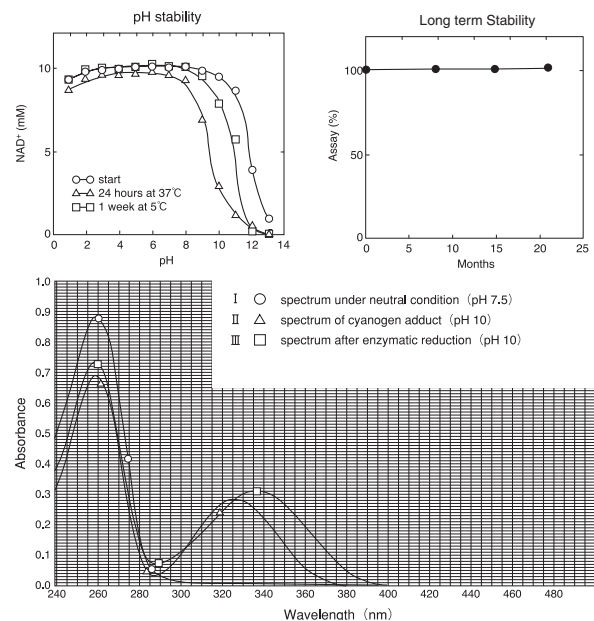 pH stability
NAD⁺ (mM)
10
5
0
start
24 hours at 37℃
1 week at 5℃
0 2 4 6 8 10 12 14
pH
Long term Stability
Assay (%)
100
50
0
0 5 10 15 20 25
Months
Absorbance
1.0
0.9
0.8
0.7
0.6
0.5
0.4
0,3
0.2
0.1
0.0
I spectrum under neutral condition (pH 7.5)
II spectrum of cyanogen adduct (pH 10)
III spectrum after enzymatic reduction (pH 10)
240 260 280 300 320 340 360 380 400 420 440 460 480
Wavelength (nm)